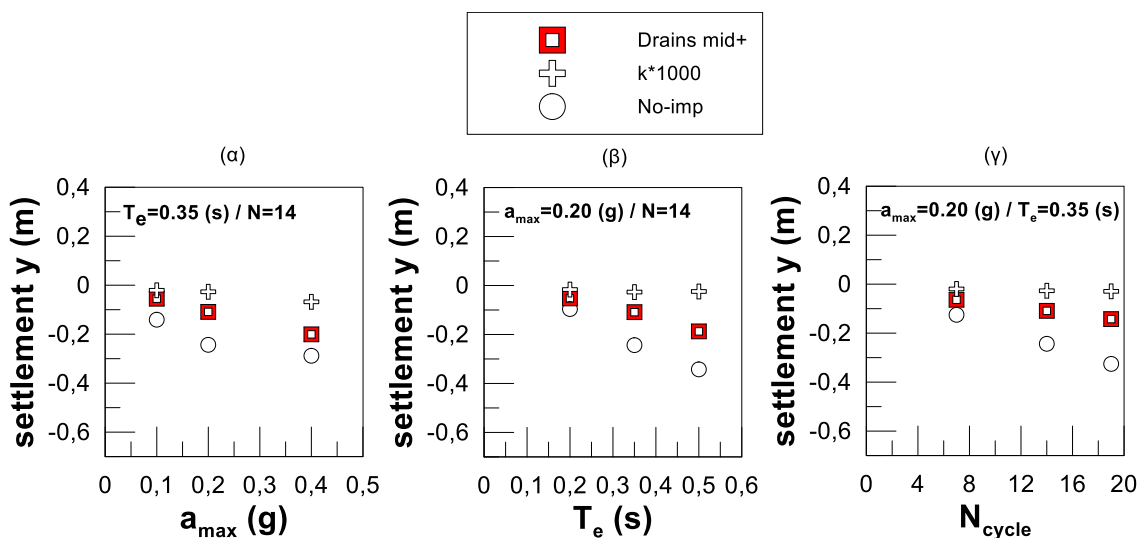 Drains mid+
k*1000
No-imp
(α)
settlement y (m)
0,4
0,2
0
-0,2
-0,4
-0,6
Te=0.35 (s) / N=14
0 0,1 0,2 0,3 0,4 0,5
amax (g)
(β)
settlement y (m)
0,4
0,2
0
-0,2
-0,4
-0,6
amax=0.20 (g) / N=14
0 0,1 0,2 0,3 0,4 0,5 0,6
Te (s)
(γ)
settlement y (m)
0,4
0,2
0
-0,2
-0,4
-0,6
amax=0.20 (g) / Te=0.35 (s)
0 4 8 12 16 20
Ncycle